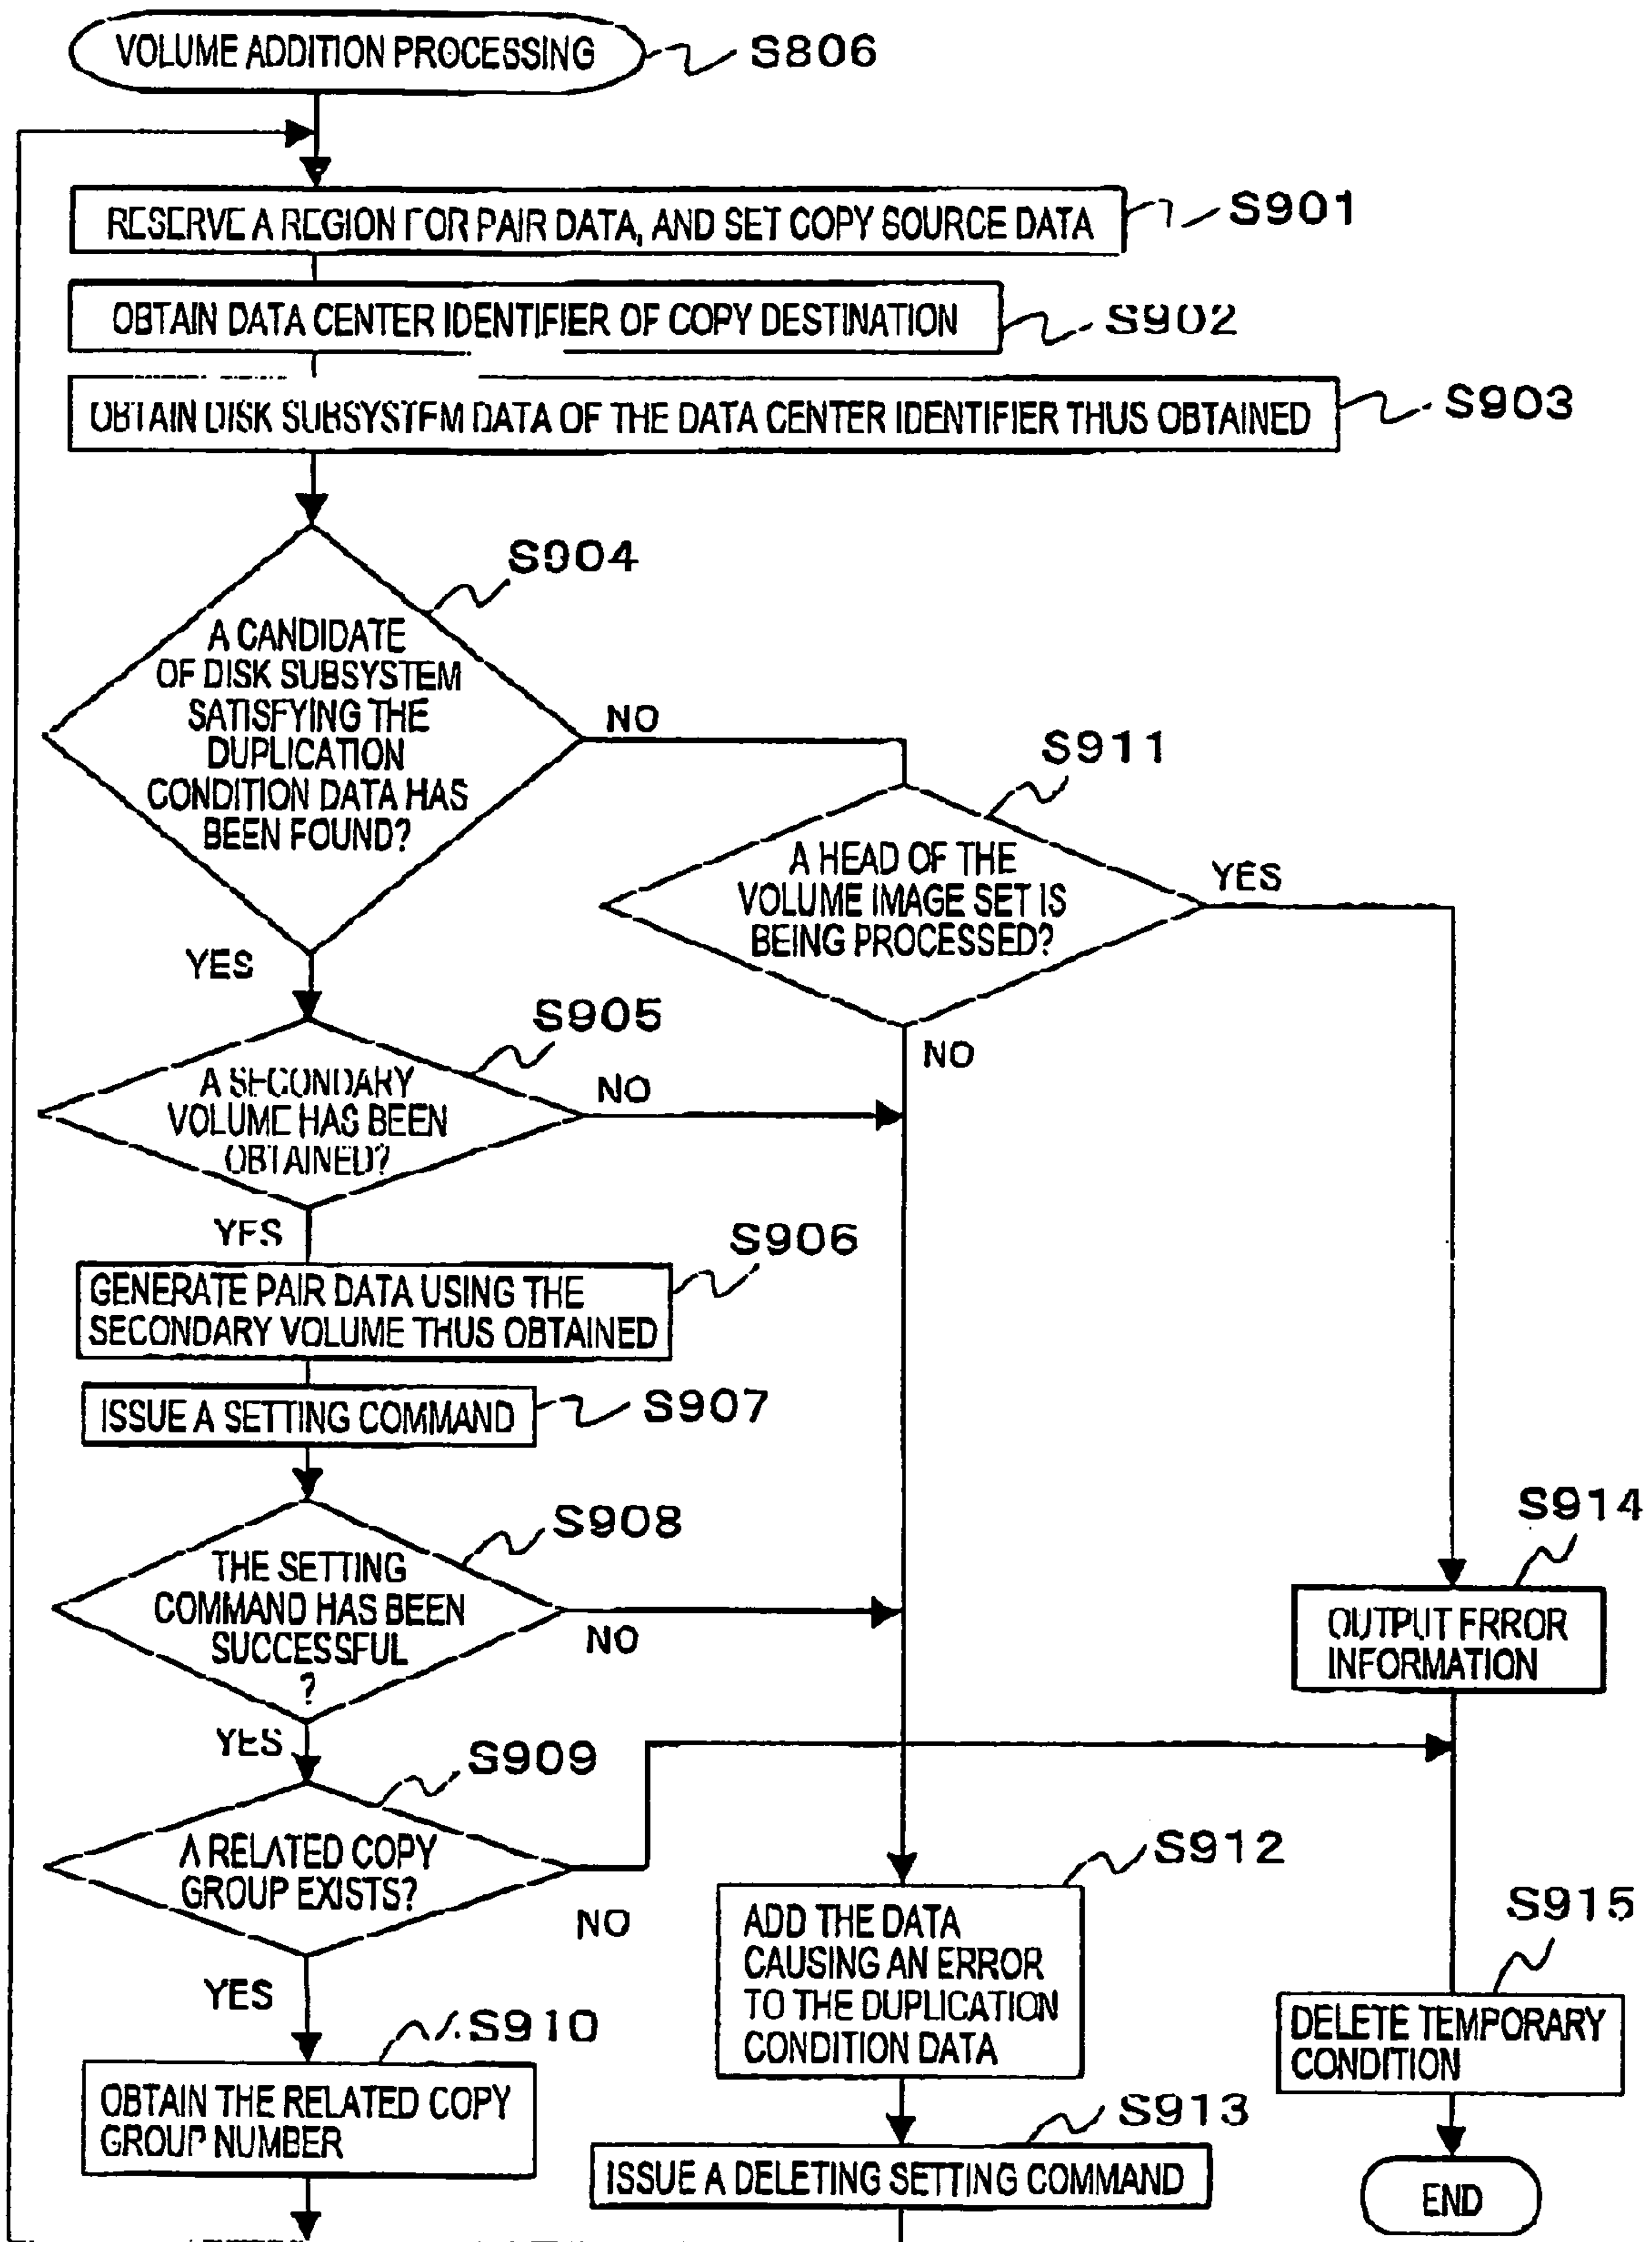 VOLUME ADDITION PROCESSING
S806
RESERVE A REGION FOR PAIR DATA, AND SET COPY SOURCE DATA
S901
OBTAIN DATA CENTER IDENTIFIER OF COPY DESTINATION
S902
OBTAIN DISK SUBSYSTEM DATA OF THE DATA CENTER IDENTIFIER THUS OBTAINED
S903
S904
A CANDIDATE
OF DISK SUBSYSTEM
SATISFYING THE
DUPLICATION
CONDITION DATA HAS
BEEN FOUND?
NO
YES
S911
A HEAD OF THE
VOLUME IMAGE SET IS
BEING PROCESSED?
YES
NO
S905
A SECONDARY
VOLUME HAS BEEN
OBTAINED?
NO
YES
S906
GENERATE PAIR DATA USING THE
SECONDARY VOLUME THUS OBTAINED
ISSUE A SETTING COMMAND
S907
S908
THE SETTING
COMMAND HAS BEEN
SUCCESSFUL
?
NO
YES
S914
OUTPUT ERROR
INFORMATION
S909
A RELATED COPY
GROUP EXISTS?
NO
YES
S912
ADD THE DATA
CAUSING AN ERROR
TO THE DUPLICATION
CONDITION DATA
S915
DELETE TEMPORARY
CONDITION
S910
OBTAIN THE RELATED COPY
GROUP NUMBER
S913
ISSUE A DELETING SETTING COMMAND
END